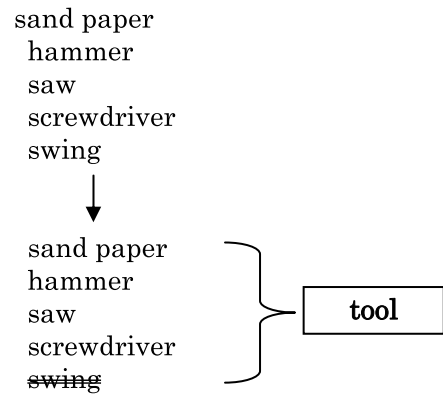 sand paper
hammer
saw
screwdriver
swing
sand paper
hammer
saw
screwdriver
swing
tool